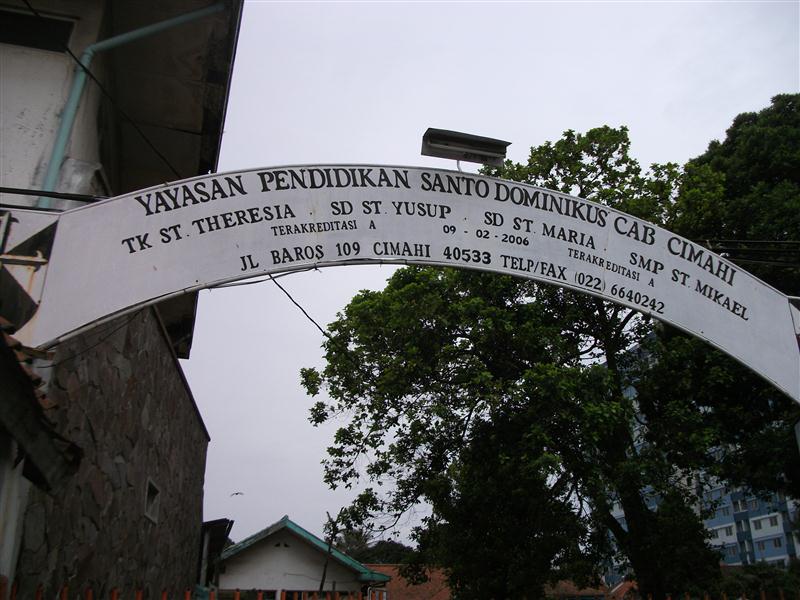 YAYASAN PENDIDIKAN SANTO DOMINIKUS CAB CIMAHI
TK ST. THERESIA SD ST. YUSUP SD ST. MARIA SMP ST. MIKAEL
TERAKREDITASI A 09 - 02 - 2006 TERAKREDITASI A
JL BAROS 109 CIMAHI 40533 TELP/FAX (022) 6640242